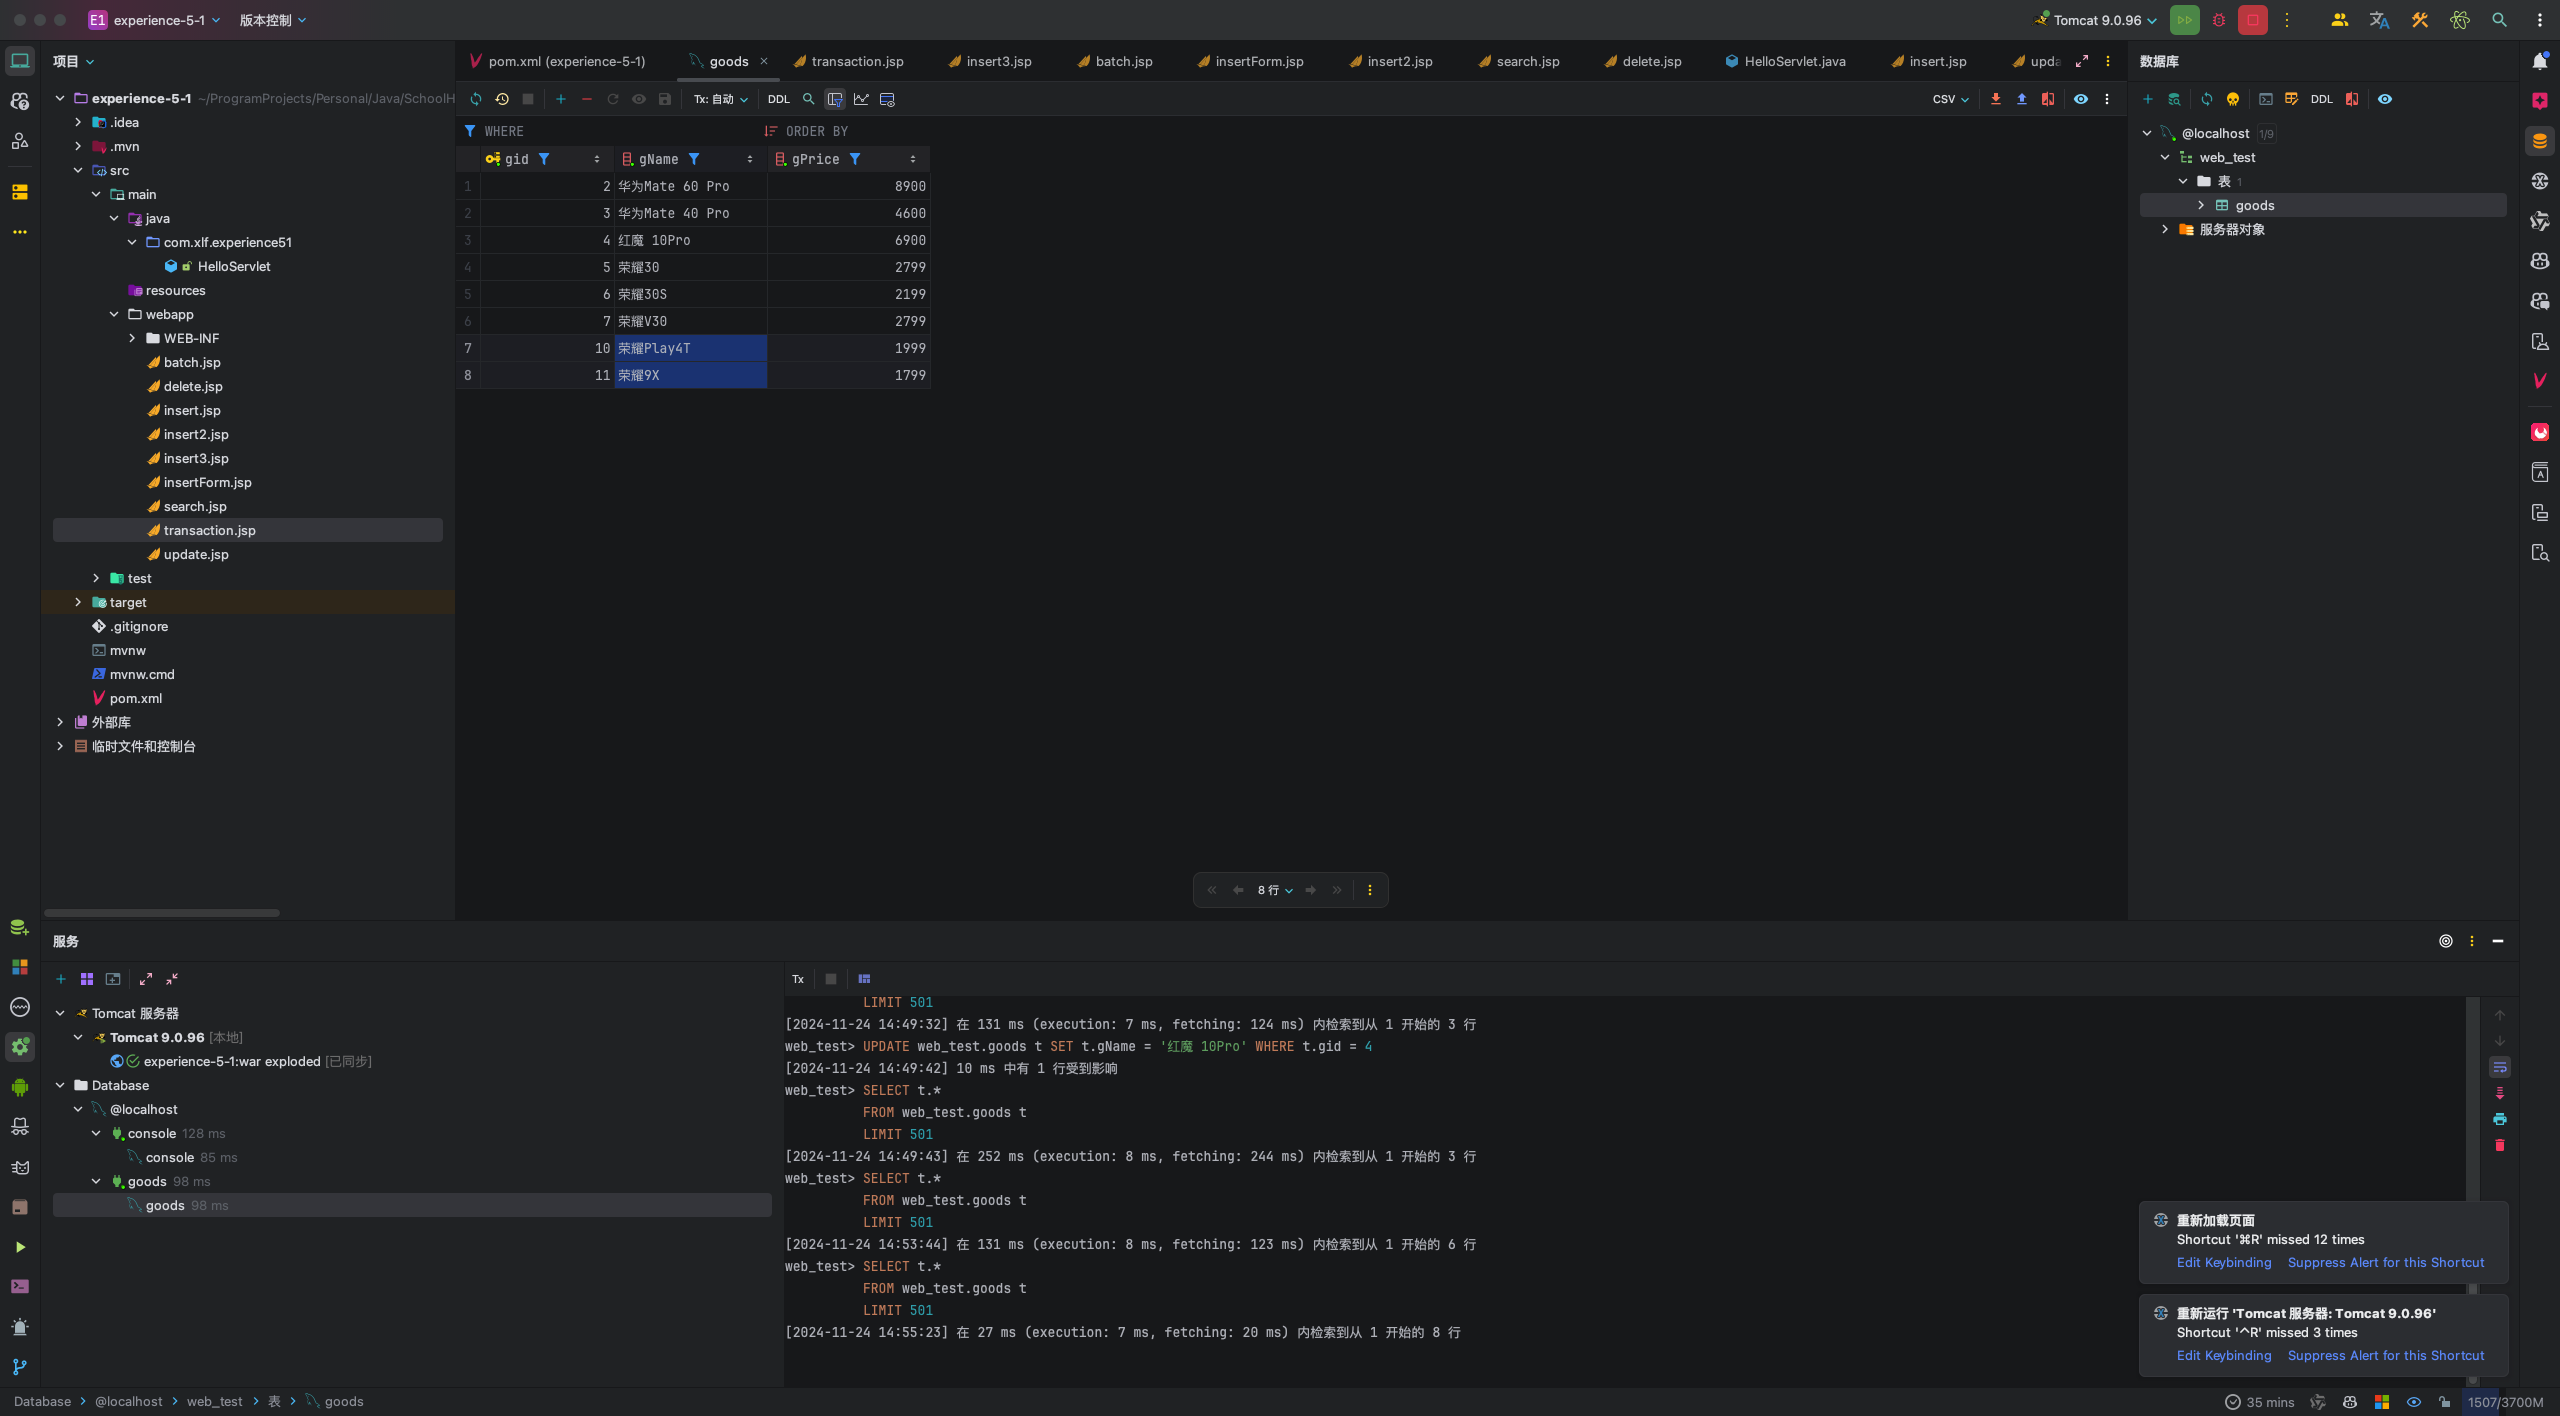 E1 experience-5-1 版本控制 Tomcat 9.0.96
项目
experience-5-1 ~/ProgramProjects/Personal/Java/SchoolH
.idea
.mvn
src
main
java
com.xlf.experience51
HelloServlet
resources
webapp
WEB-INF
batch.jsp
delete.jsp
insert.jsp
insert2.jsp
insert3.jsp
insertForm.jsp
search.jsp
transaction.jsp
update.jsp
test
target
.gitignore
mvnw
mvnw.cmd
pom.xml
外部库
临时文件和控制台
pom.xml (experience-5-1) goods transaction.jsp insert3.jsp batch.jsp insertForm.jsp insert2.jsp search.jsp delete.jsp HelloServlet.java insert.jsp upda
Tx: 自动 DDL CSV
WHERE ORDER BY
gid gName gPrice
1 2 华为Mate 60 Pro 8900
2 3 华为Mate 40 Pro 4600
3 4 红魔 10Pro 6900
4 5 荣耀30 2799
5 6 荣耀30S 2199
6 7 荣耀V30 2799
7 10 荣耀Play4T 1999
8 11 荣耀9X 1799
8 行
数据库
DDL
@localhost 1/9
web_test
表 1
goods
服务器对象
服务
Tomcat 服务器
Tomcat 9.0.96 [本地]
experience-5-1:war exploded [已同步]
Database
@localhost
console 128 ms
console 85 ms
goods 98 ms
goods 98 ms
Tx
LIMIT 501
[2024-11-24 14:49:32] 在 131 ms (execution: 7 ms, fetching: 124 ms) 内检索到从 1 开始的 3 行
web_test> UPDATE web_test.goods t SET t.gName = '红魔 10Pro' WHERE t.gid = 4
[2024-11-24 14:49:42] 10 ms 中有 1 行受到影响
web_test> SELECT t.*
FROM web_test.goods t
LIMIT 501
[2024-11-24 14:49:43] 在 252 ms (execution: 8 ms, fetching: 244 ms) 内检索到从 1 开始的 3 行
web_test> SELECT t.*
FROM web_test.goods t
LIMIT 501
[2024-11-24 14:53:44] 在 131 ms (execution: 8 ms, fetching: 123 ms) 内检索到从 1 开始的 6 行
web_test> SELECT t.*
FROM web_test.goods t
LIMIT 501
[2024-11-24 14:55:23] 在 27 ms (execution: 7 ms, fetching: 20 ms) 内检索到从 1 开始的 8 行
重新加载页面
Shortcut '⌘R' missed 12 times
Edit Keybinding Suppress Alert for this Shortcut
重新运行 'Tomcat 服务器: Tomcat 9.0.96'
Shortcut '^R' missed 3 times
Edit Keybinding Suppress Alert for this Shortcut
Database > @localhost > web_test > 表 > goods 35 mins 1507/3700M